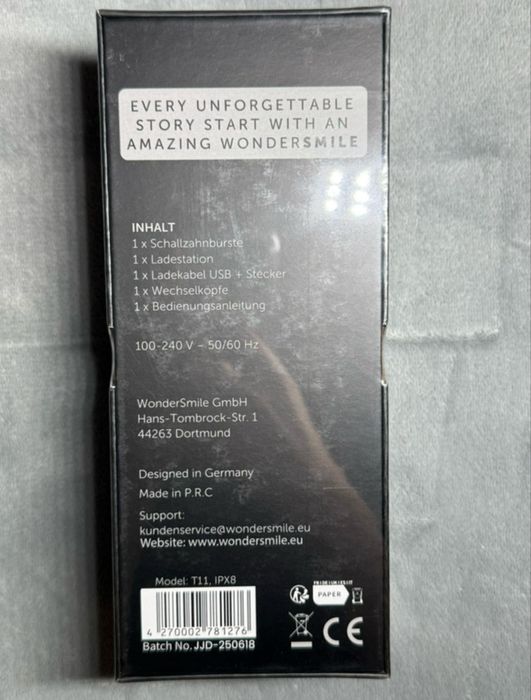 EVERY UNFORGETTABLE
STORY START WITH AN
AMAZING WONDERSMILE
INHALT
1 x Schallzahnbürste
1 x Ladestation
1 x Ladekabel USB + Stecker
1 x Wechselköpfe
1 x Bedienungsanleitung
100-240 V – 50/60 Hz
WonderSmile GmbH
Hans-Tombrock-Str. 1
44263 Dortmund
Designed in Germany
Made in P.R.C
Support:
kundenservice@wondersmile.eu
Website: www.wondersmile.eu
Model: T11, IPX8
4 270002 781276
Batch No. JJD-250618
PAPER
CE